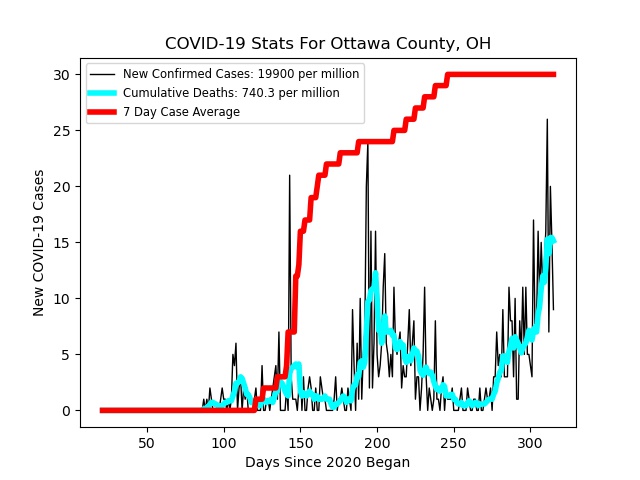 COVID-19 Stats For Ottawa County, OH
New Confirmed Cases: 19900 per million
Cumulative Deaths: 740.3 per million
7 Day Case Average
30
25
20
15
10
5
0
New COVID-19 Cases
50 100 150 200 250 300
Days Since 2020 Began